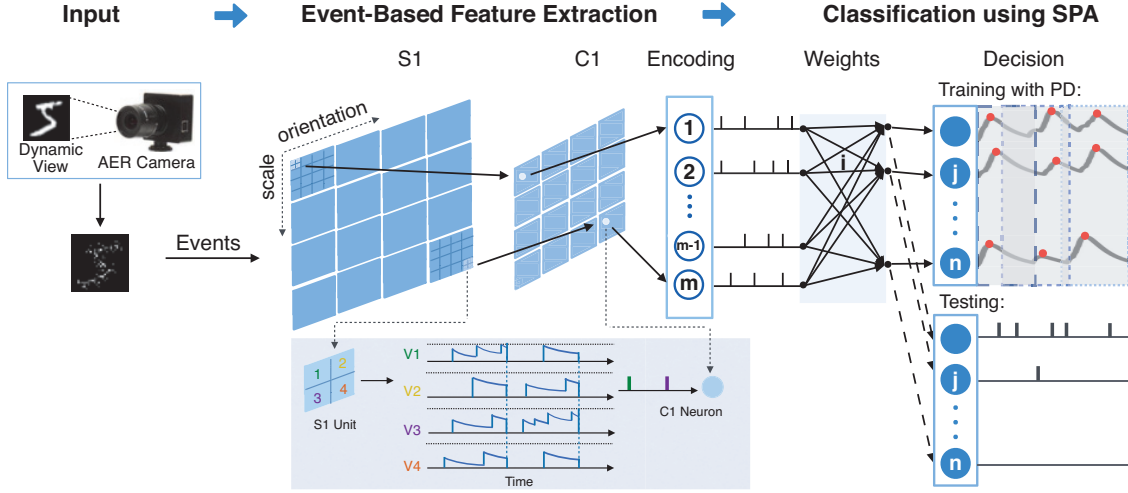 Input
Event-Based Feature Extraction
Classification using SPA
S1
C1
Encoding
Weights
Decision
Training with PD:
Dynamic
View
AER Camera
orientation
scale
Events
1
2
m-1
m
i
j
n
Testing:
j
n
1
2
3
4
S1 Unit
V1
V2
V3
V4
Time
C1 Neuron